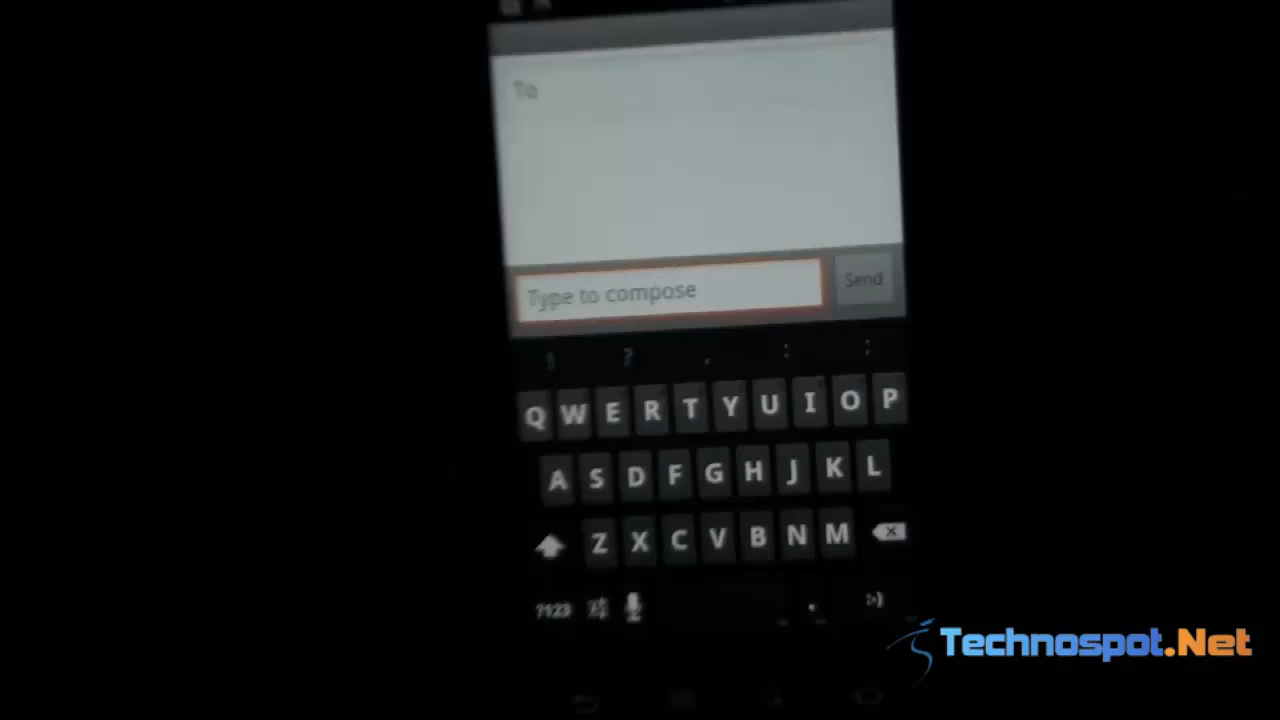 To
Type to compose
Send
! ? , : ;
Q W E R T Y U I O P
A S D F G H J K L
Z X C V B N M
?123 . :-)
Technospot.Net